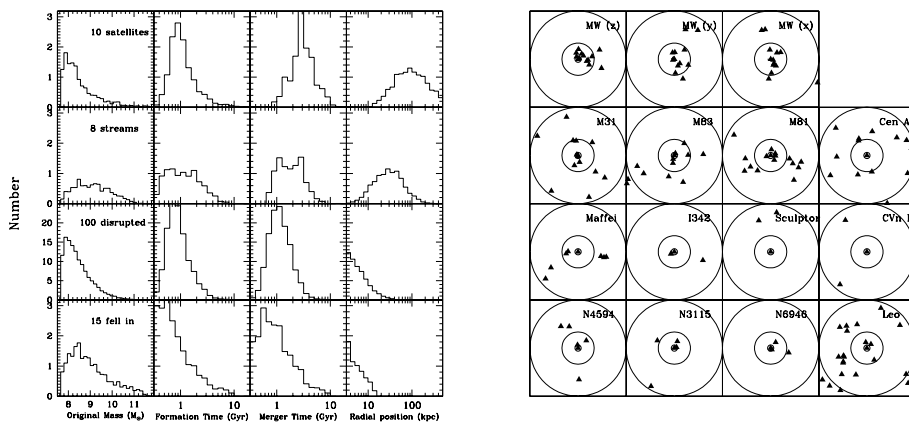 10 satellites
3
2
1
0
8 streams
3
2
1
0
100 disrupted
20
15
10
5
0
15 fell in
3
2
1
0
Number
8 9 10 11
1 10
1 10
10 100
Original Mass (M⊙)
Formation Time (Gyr)
Merger Time (Gyr)
Radial position (kpc)
MW (z)
MW (y)
MW (x)
M31
M83
M81
Cen A
Maffei
I342
Sculptor
CVn I
N4594
N3115
N6946
Leo